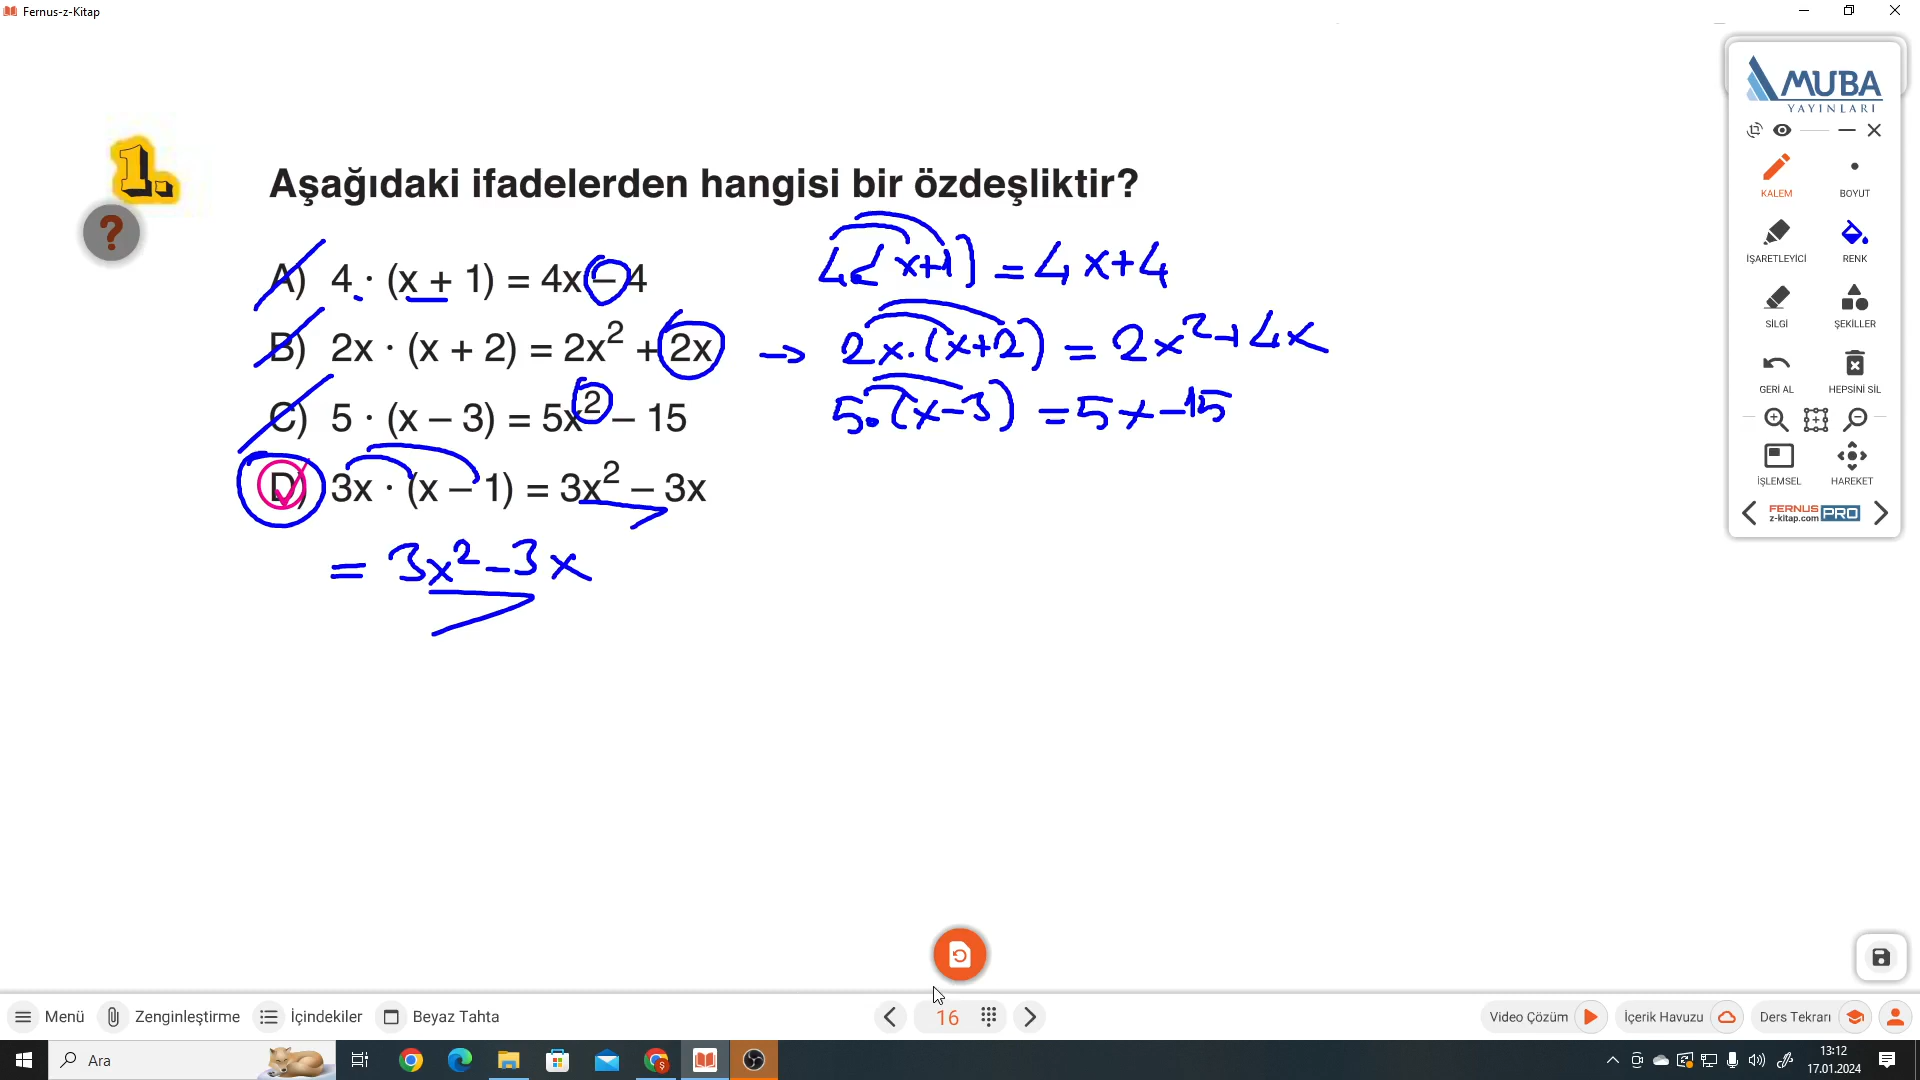 Fernus-z-Kitap
MUBA
YAYINLARI
1.
?
Aşağıdaki ifadelerden hangisi bir özdeşliktir?
A) 4 · (x + 1) = 4x – 4
4·(x+1) = 4x+4
B) 2x · (x + 2) = 2x² + 2x
→ 2x·(x+2) = 2x²+4x
C) 5 · (x – 3) = 5x² – 15
5·(x–3) = 5x–15
D) 3x · (x – 1) = 3x² – 3x
= 3x² – 3x
KALEM
BOYUT
İŞARETLEYİCİ
RENK
SİLGİ
ŞEKİLLER
GERİ AL
HEPSİNİ SİL
İŞLEMSEL
HAREKET
FERNUS
z-kitap.com
PRO
Menü
Zenginleştirme
İçindekiler
Beyaz Tahta
16
Video Çözüm
İçerik Havuzu
Ders Tekrarı
Ara
13:12
17.01.2024